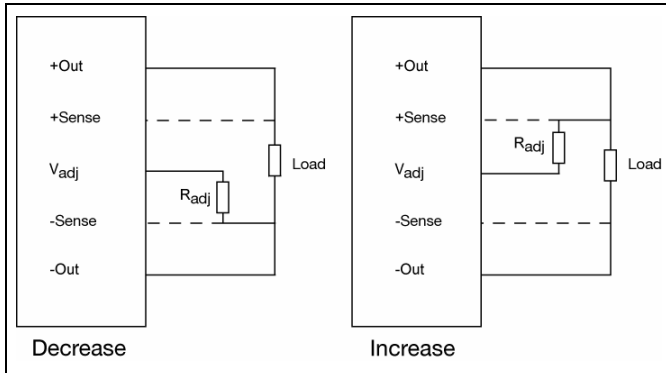 +Out
+Sense
Vadj
Radj
-Sense
-Out
Load
Decrease
+Out
+Sense
Radj
Vadj
-Sense
-Out
Load
Increase